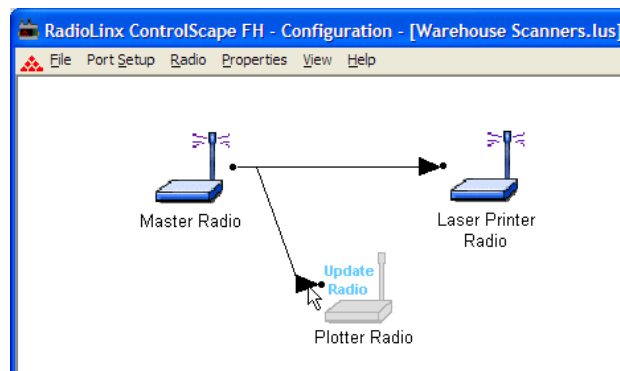 RadioLinx ControlScape FH - Configuration - [Warehouse Scanners.lus]
File Port Setup Radio Properties View Help
Master Radio
Laser Printer
Radio
Update
Radio
Plotter Radio